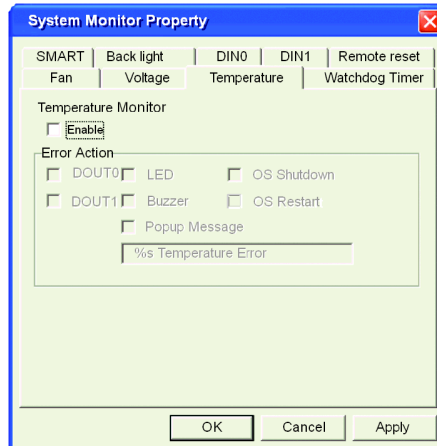 System Monitor Property
SMART Back light DIN0 DIN1 Remote reset
Fan Voltage Temperature Watchdog Timer
Temperature Monitor
Enable
Error Action
DOUT0 LED OS Shutdown
DOUT1 Buzzer OS Restart
Popup Message
%s Temperature Error
OK Cancel Apply